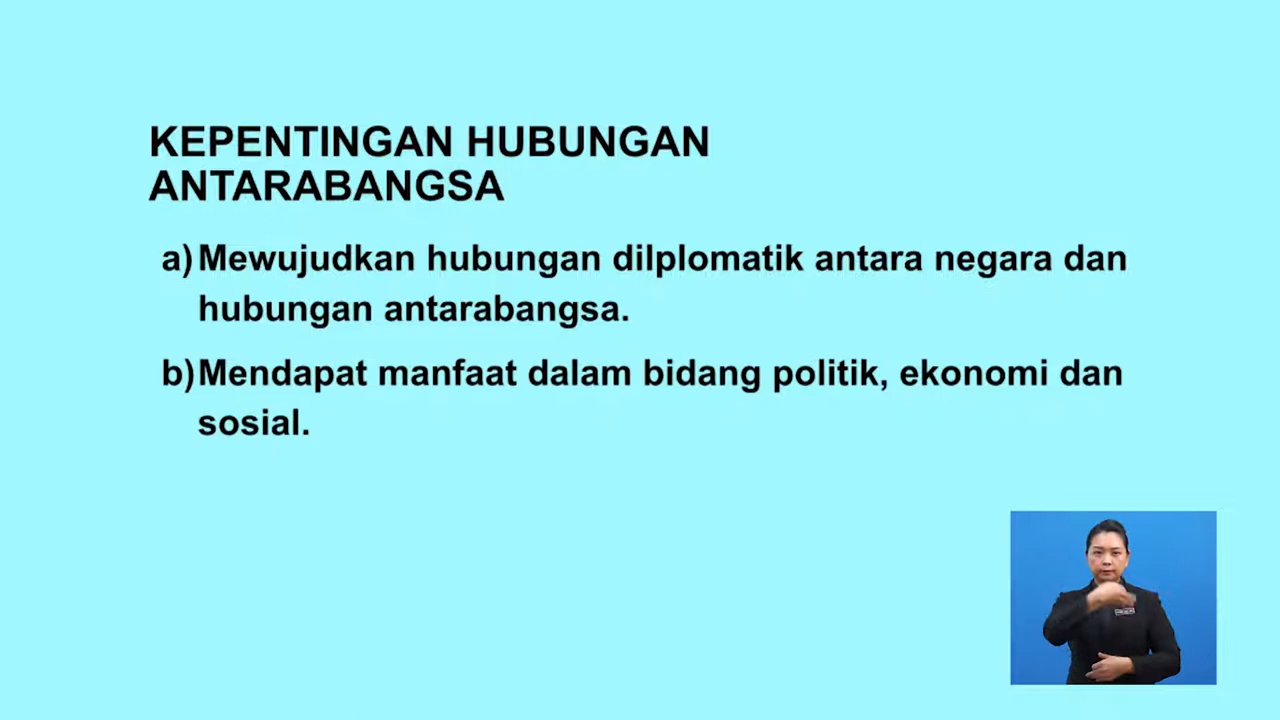 KEPENTINGAN HUBUNGAN
ANTARABANGSA
a) Mewujudkan hubungan dilplomatik antara negara dan
hubungan antarabangsa.
b) Mendapat manfaat dalam bidang politik, ekonomi dan
sosial.